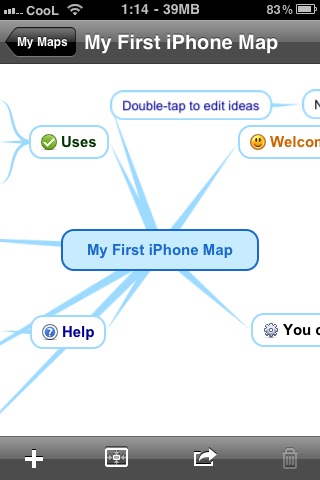 CooL 1:14 - 39MB 83%
My Maps My First iPhone Map
Double-tap to edit ideas N
Uses Welcon
My First iPhone Map
Help You c